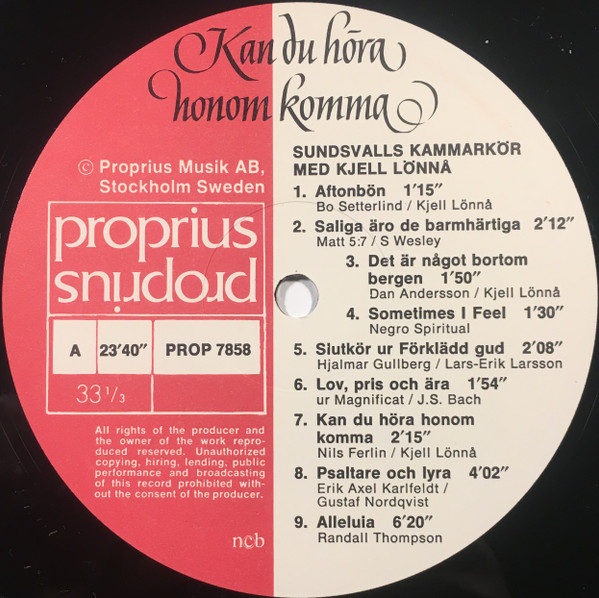 Kan du höra
honom komma
© Proprius Musik AB,
Stockholm Sweden
proprius
proprius
A 23′40″ PROP 7858
33 1/3
All rights of the producer and
the owner of the work repro-
duced reserved. Unauthorized
copying, hiring, lending, public
performance and broadcasting
of this record prohibited with-
out the consent of the producer.
ncb
SUNDSVALLS KAMMARKÖR
MED KJELL LÖNNÅ
1. Aftonbön 1′15″
Bo Setterlind / Kjell Lönnå
2. Saliga äro de barmhärtiga 2′12″
Matt 5:7 / S Wesley
3. Det är något bortom
bergen 1′50″
Dan Andersson / Kjell Lönnå
4. Sometimes I Feel 1′30″
Negro Spiritual
5. Slutkör ur Förklädd gud 2′08″
Hjalmar Gullberg / Lars-Erik Larsson
6. Lov, pris och ära 1′54″
ur Magnificat / J.S. Bach
7. Kan du höra honom
komma 2′15″
Nils Ferlin / Kjell Lönnå
8. Psaltare och lyra 4′02″
Erik Axel Karlfeldt /
Gustaf Nordqvist
9. Alleluia 6′20″
Randall Thompson